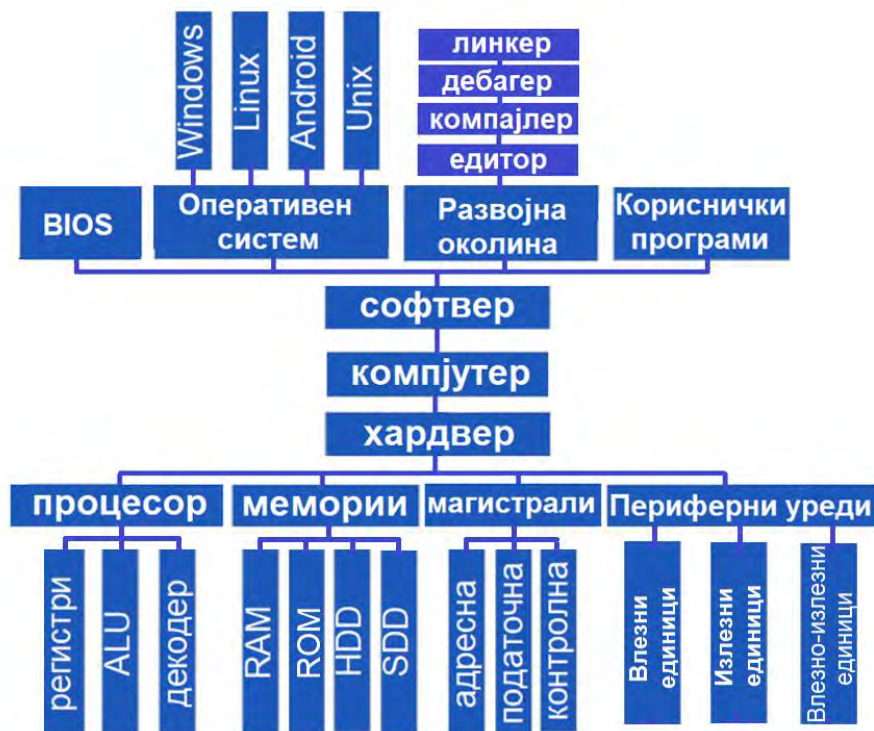 Windows
Linux
Android
Unix
линкер
дебагер
компајлер
едитор
BIOS
Оперативен
систем
Развојна
околина
Кориснички
програми
софтвер
компјутер
хардвер
процесор
мемории
магистрали
Периферни уреди
регистри
ALU
декодер
RAM
ROM
HDD
SDD
адресна
податочна
контролна
Влезни
единици
Излезни
единици
Влезно-излезни
единици